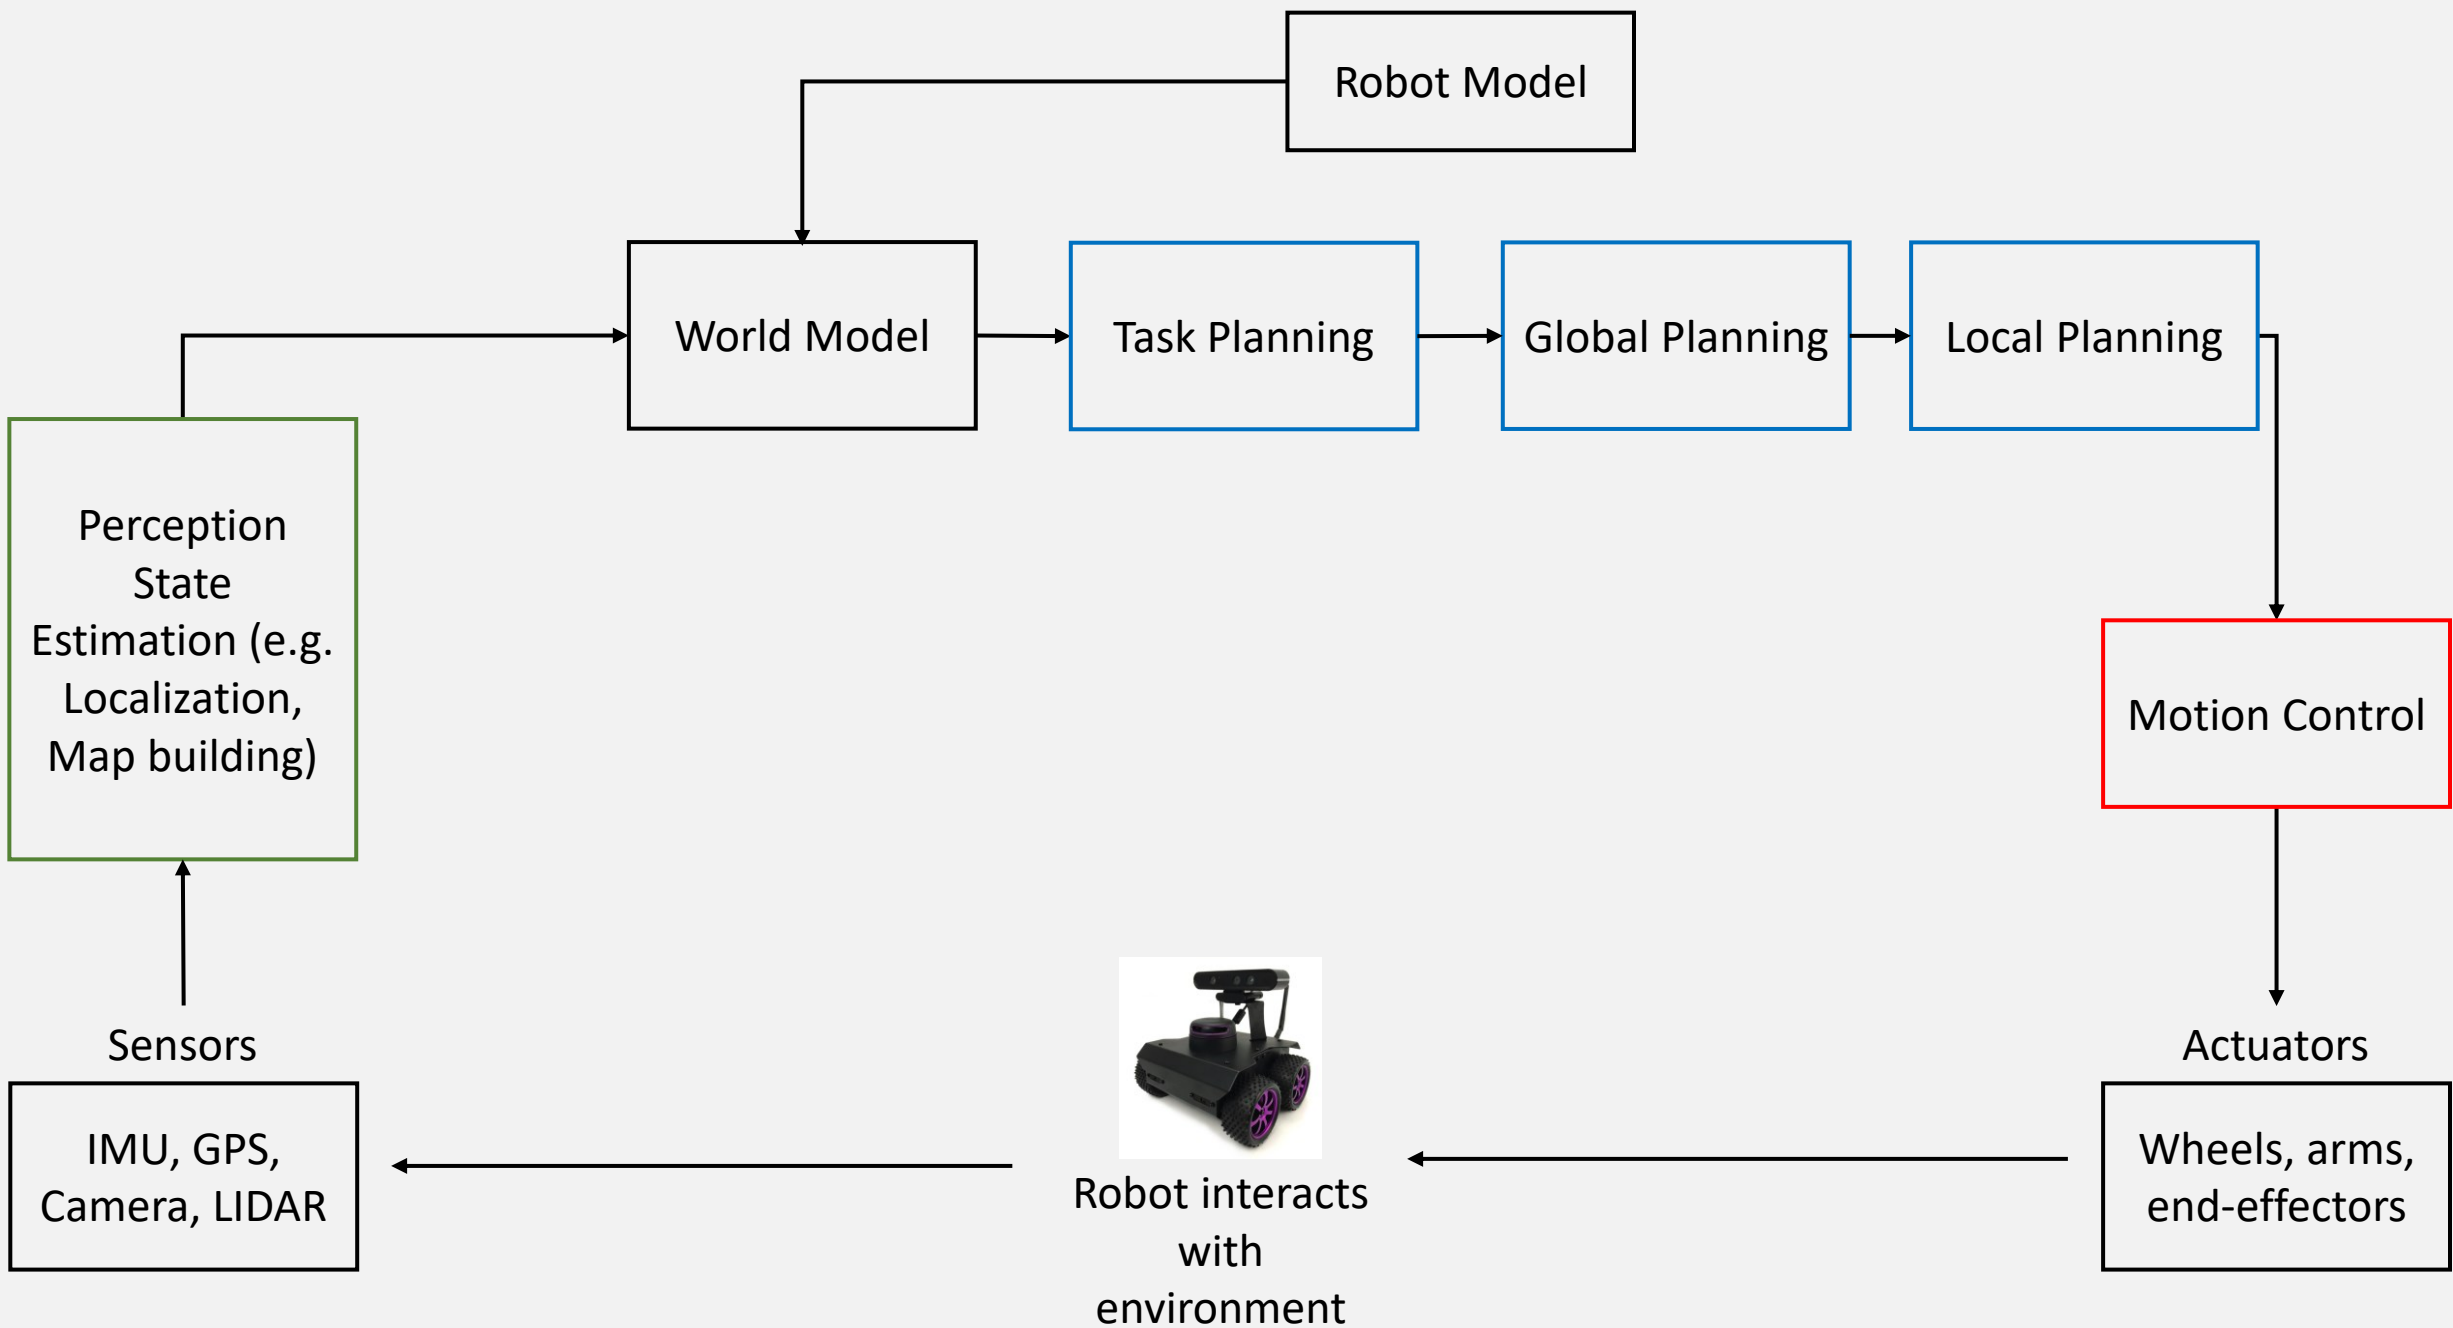 Robot Model
World Model
Task Planning
Global Planning
Local Planning
Perception
State
Estimation (e.g.
Localization,
Map building)
Motion Control
Sensors
IMU, GPS,
Camera, LIDAR
Robot interacts
with
environment
Actuators
Wheels, arms,
end-effectors